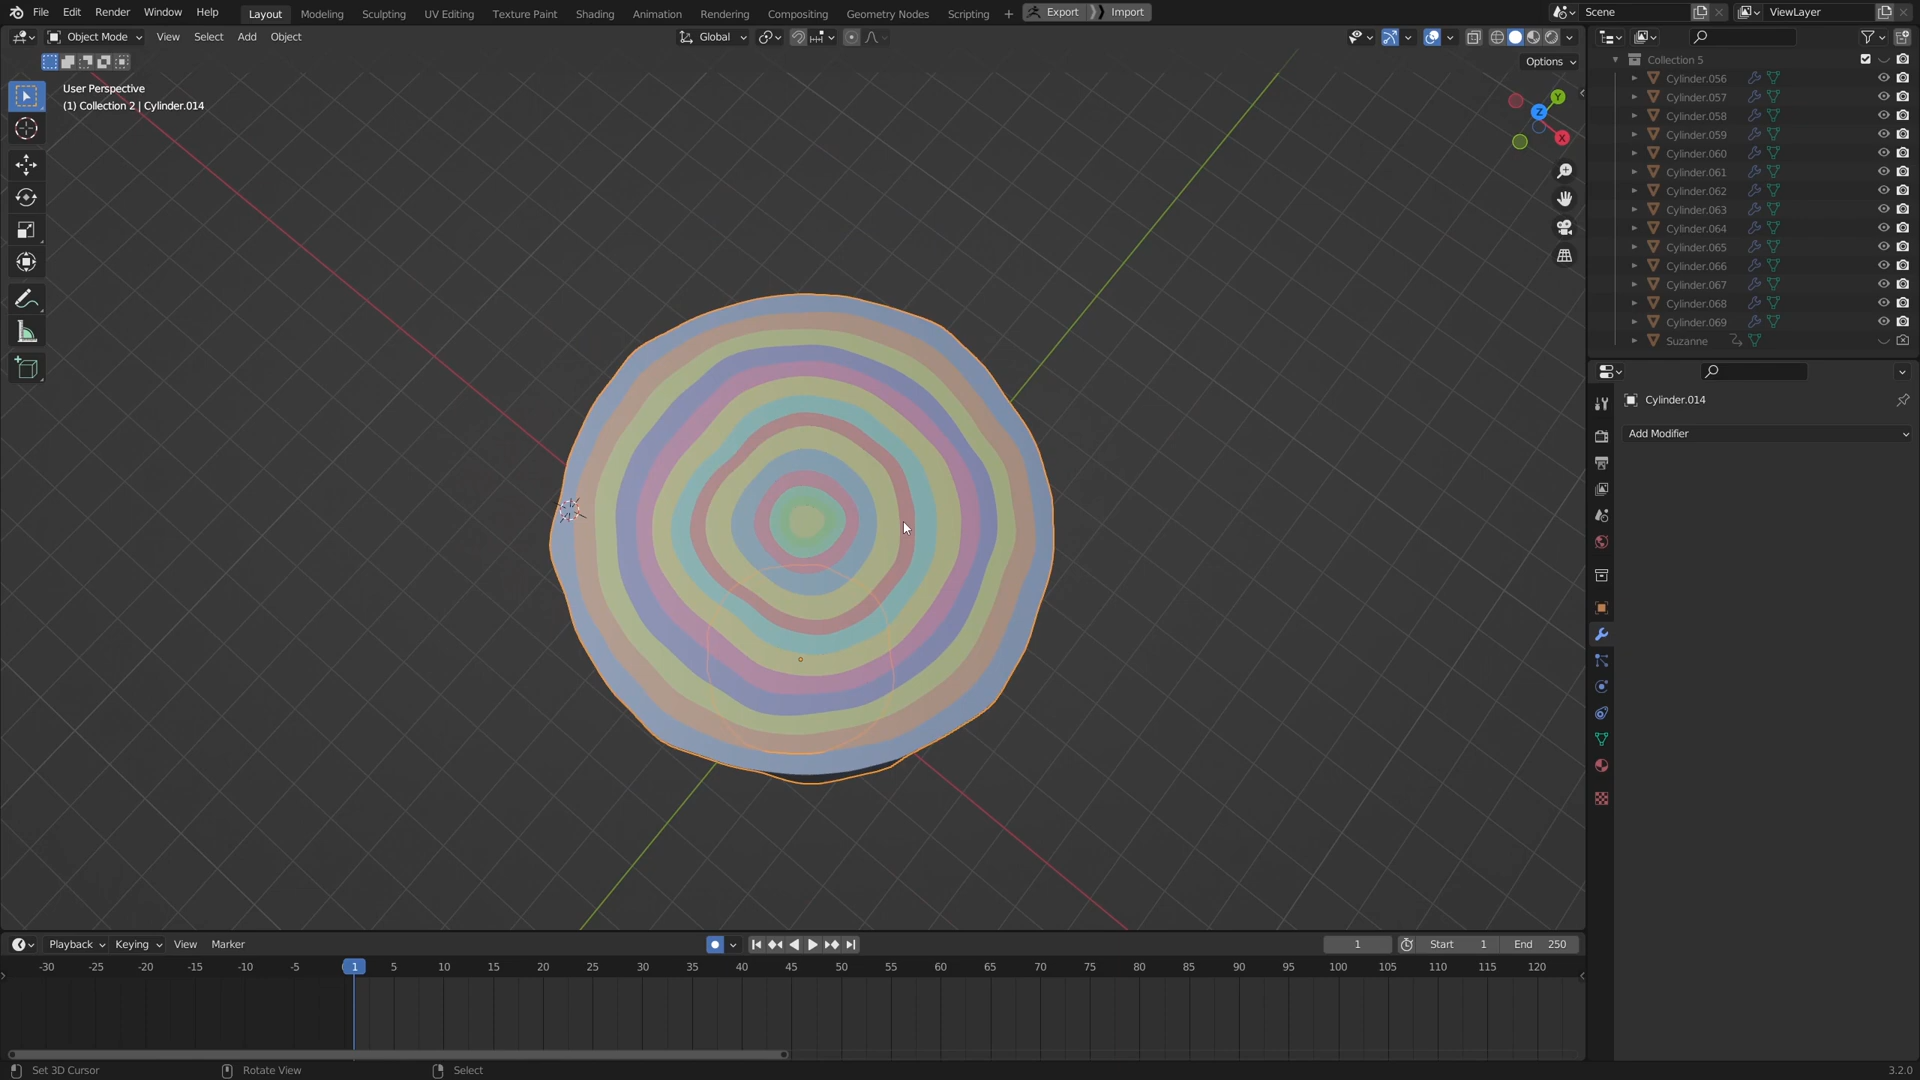 File Edit Render Window Help Layout Modeling Sculpting UV Editing Texture Paint Shading Animation Rendering Compositing Geometry Nodes Scripting + Export Import Scene ViewLayer
Object Mode View Select Add Object Global
Options
User Perspective
(1) Collection 2 | Cylinder.014
Y
Z
X
Collection 5
Cylinder.056
Cylinder.057
Cylinder.058
Cylinder.059
Cylinder.060
Cylinder.061
Cylinder.062
Cylinder.063
Cylinder.064
Cylinder.065
Cylinder.066
Cylinder.067
Cylinder.068
Cylinder.069
Suzanne
Cylinder.014
Add Modifier
Playback Keying View Marker 1 Start 1 End 250
-30 -25 -20 -15 -10 -5 1 5 10 15 20 25 30 35 40 45 50 55 60 65 70 75 80 85 90 95 100 105 110 115 120
Set 3D Cursor Rotate View Select 3.2.0